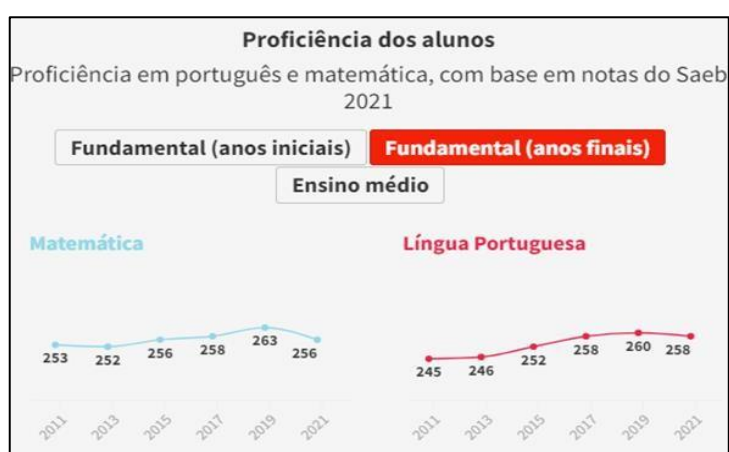 Proficiência dos alunos
Proficiência em português e matemática, com base em notas do Saeb
2021
Fundamental (anos iniciais)
Fundamental (anos finais)
Ensino médio
Matemática
253 252 256 258 263 256
2011 2013 2015 2017 2019 2021
Língua Portuguesa
245 246 252 258 260 258
2011 2013 2015 2017 2019 2021